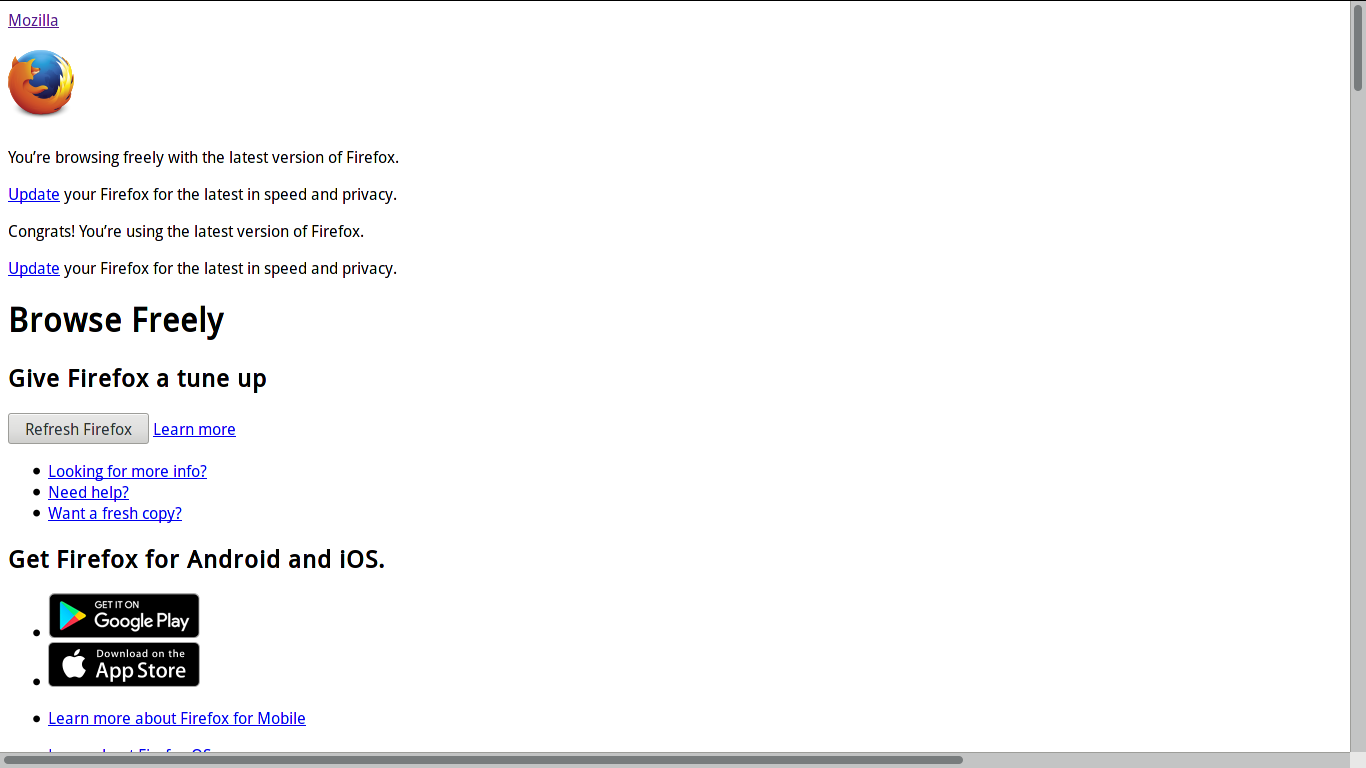 Mozilla
You’re browsing freely with the latest version of Firefox.
Update your Firefox for the latest in speed and privacy.
Congrats! You’re using the latest version of Firefox.
Update your Firefox for the latest in speed and privacy.
Browse Freely
Give Firefox a tune up
Refresh Firefox Learn more
Looking for more info?
Need help?
Want a fresh copy?
Get Firefox for Android and iOS.
GET IT ON
Google Play
Download on the
App Store
Learn more about Firefox for Mobile